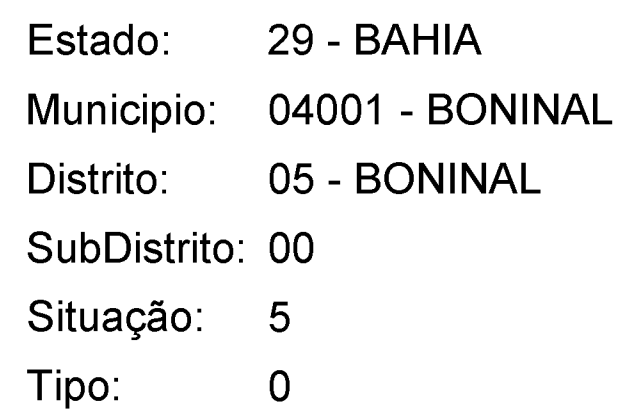 Estado: 29 - BAHIA
Municipio: 04001 - BONINAL
Distrito: 05 - BONINAL
SubDistrito: 00
Situação: 5
Tipo: 0